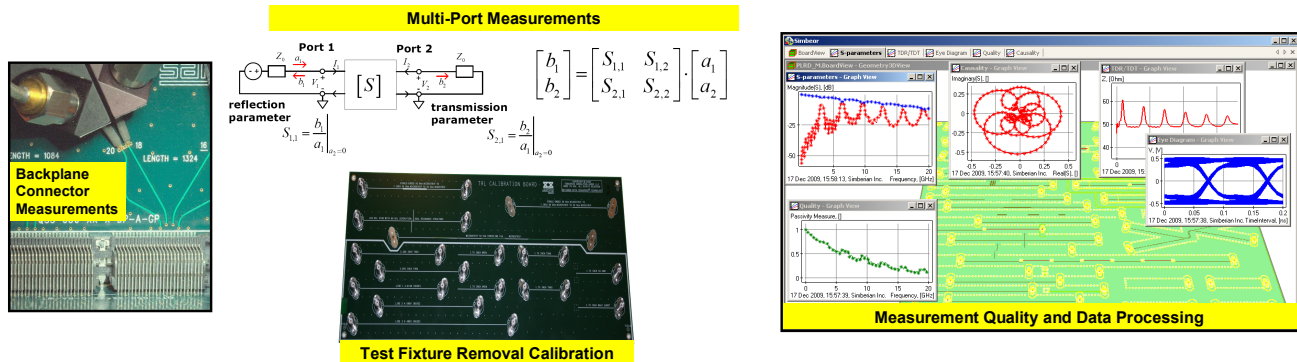 Multi-Port Measurements
Port 1
Port 2
Z0
a1
I1
I2
Z0
b1
V1
[S]
V2
b2
reflection
parameter
transmission
parameter
S1,1 = b1 / a1 | a2=0
S2,1 = b2 / a1 | a2=0
[b1 b2] = [S1,1 S1,2 S2,1 S2,2] · [a1 a2]
LENGTH = 1084
20
18
16
LENGTH = 1324
Backplane
Connector
Measurements
TRL CALIBRATION BOARD
Test Fixture Removal Calibration
Simbeor
BoardView S-parameters TDR/TDT Eye Diagram Quality Causality
PLRD_M.BoardView - Geometry3DView
S-parameters - Graph View
Magnitude(S), [dB]
-25
-50
0 5 10 15 20
17 Dec 2009, 15:58:13, Simberian Inc. Frequency, [GHz]
Causality - Graph View
Imaginary(S), []
0.25
0
-0.25
-0.5 -0.25 0 0.25 0.5
17 Dec 2009, 15:57:40, Simberian Inc. Real(S), []
TDR/TDT - Graph View
Z, [Ohm]
60
50
17 Dec 2
Eye Diagram - Graph View
V, [V]
0.5
0
-0.5
0 0.05 0.1 0.15 0.2
17 Dec 2009, 15:57:38, Simberian Inc. TimeInterval, [ns]
Quality - Graph View
Passivity Measure, []
1
0.5
0
0 5 10 15 20
17 Dec 2009, 15:57:39, Simberian Inc. Frequency, [GHz]
Measurement Quality and Data Processing